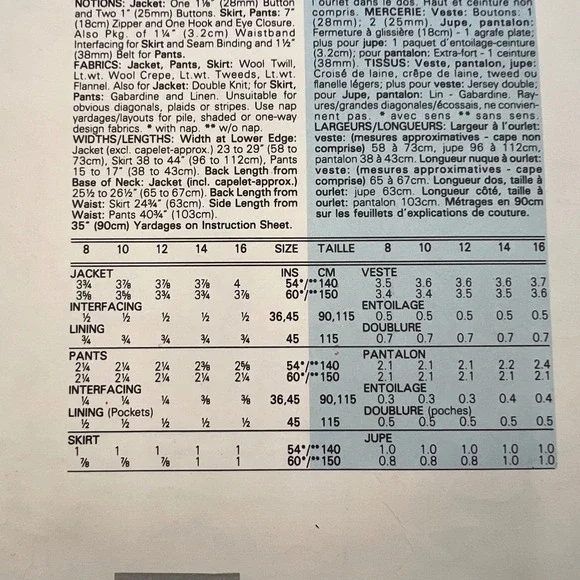 NOTIONS: Jacket: One 1⅛" (28mm) Button
and Two 1" (25mm) Buttons. Skirt, Pants: 7"
(18cm) Zipper and One Hook and Eye Closure.
Also Pkg. of 1¼" (3.2cm) Waistband
Interfacing for Skirt and Seam Binding and 1½"
(38mm) Belt for Pants.
FABRICS: Jacket, Pants, Skirt: Wool Twill,
Lt.wt. Wool Crepe, Lt.wt. Tweeds, Lt.wt.
Flannel. Also for Jacket: Double Knit; for Skirt,
Pants: Gabardine and Linen. Unsuitable for
obvious diagonals, plaids or stripes. Use nap
yardages/layouts for pile, shaded or one-way
design fabrics. * with nap. ** w/o nap.
WIDTHS/LENGTHS: Width at Lower Edge:
Jacket (excl. capelet-approx.) 23 to 29" (58 to
73cm), Skirt 38 to 44" (96 to 112cm), Pants
15 to 17" (38 to 43cm). Back Length from
Base of Neck: Jacket (incl. capelet-approx.)
25½ to 26½" (65 to 67cm). Back Length from
Waist: Skirt 24¾" (63cm). Side Length from
Waist: Pants 40¾" (103cm).
35" (90cm) Yardages on Instruction Sheet.
l'ourlet dans le dos. Haut et ceinture non
compris. MERCERIE: Veste: Boutons: 1
(28mm); 2 (25mm). Jupe, pantalon:
Fermeture à glissière (18cm) - 1 agrafe plate;
plus pour jupe: 1 paquet d'entoilage-ceinture
(3.2cm); pour pantalon: Extra-fort - 1 ceinture
(38mm). TISSUS: Veste, pantalon, jupe:
Croisé de laine, crêpe de laine, tweed ou
flanelle légers; plus pour veste: Jersey double;
pour Jupe, pantalon: Lin - Gabardine. Ray-
ures/grandes diagonales/écossais, ne convien-
nent pas. * avec sens ** sans sens.
LARGEURS/LONGUEURS: Largeur à l'ourlet:
veste: (mesures approximatives - cape non
comprise) 58 à 73cm, jupe 96 à 112cm,
pantalon 38 à 43cm. Longueur nuque à ourlet:
veste: (mesures approximatives - cape
comprise) 65 à 67cm. Longueur dos, taille à
ourlet: jupe 63cm. Longueur côté, taille à
ourlet: pantalon 103cm. Métrages en 90cm
sur les feuillets d'explications de couture.
8 10 12 14 16 SIZE TAILLE 8 10 12 14 16
JACKET INS CM VESTE
3¾ 3⅞ 3⅞ 3⅞ 4 54*/** 140 3.5 3.6 3.6 3.6 3.7
3⅝ 3⅝ 3¾ 3¾ 3⅞ 60*/** 150 3.4 3.4 3.5 3.5 3.6
INTERFACING ENTOILAGE
½ ½ ½ ½ ½ 36,45 90,115 0.5 0.5 0.5 0.5 0.5
LINING DOUBLURE
¾ ¾ ¾ ¾ ¾ 45 115 0.7 0.7 0.7 0.7 0.7
PANTS PANTALON
2¼ 2¼ 2¼ 2⅜ 2⅝ 54*/** 140 2.1 2.1 2.1 2.2 2.4
2¼ 2¼ 2¼ 2¼ 2¼ 60*/** 150 2.1 2.1 2.1 2.1 2.1
INTERFACING ENTOILAGE
¼ ¼ ¼ ⅜ ⅜ 36,45 90,115 0.3 0.3 0.3 0.4 0.4
LINING (Pockets) DOUBLURE (poches)
½ ½ ½ ½ ½ 45 115 0.5 0.5 0.5 0.5 0.5
SKIRT JUPE
1 1 1 1 1 54*/** 140 1.0 1.0 1.0 1.0 1.0
⅞ ⅞ ⅞ 1 1 60*/** 150 0.8 0.8 0.8 1.0 1.0